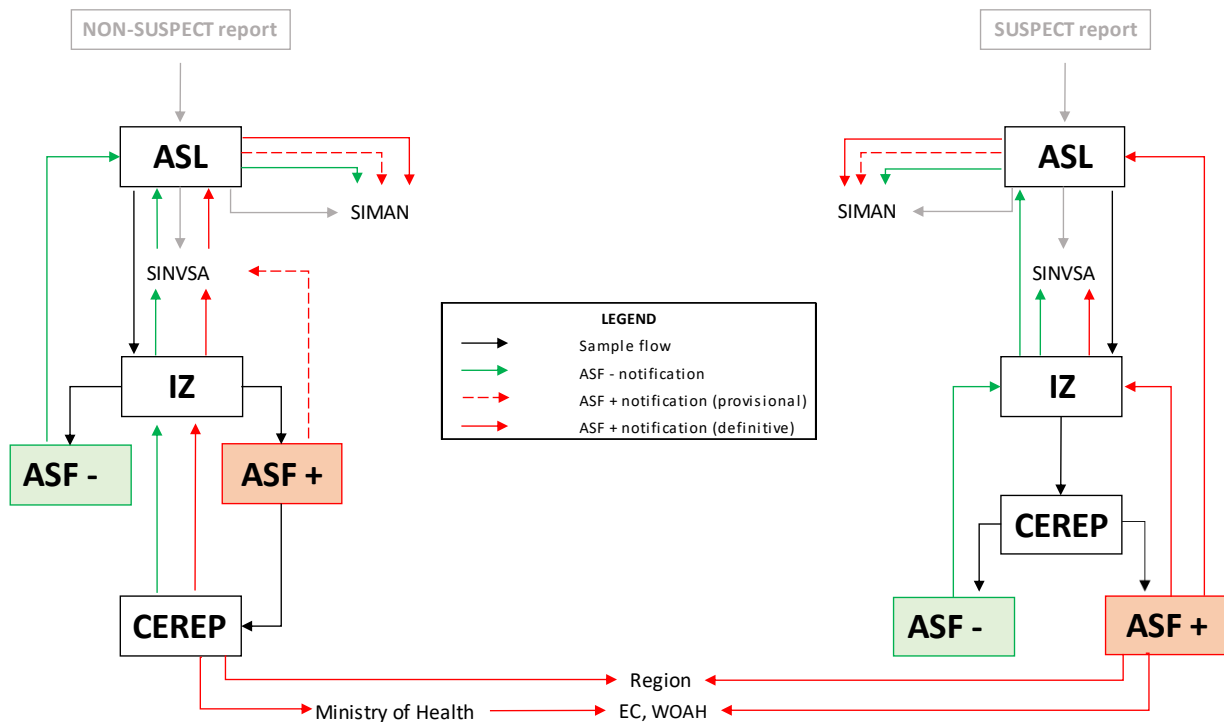 NON-SUSPECT report
SUSPECT report
ASL
ASL
SIMAN
SIMAN
SINVSA
SINVSA
LEGEND
Sample flow
ASF - notification
ASF + notification (provisional)
ASF + notification (definitive)
IZ
IZ
ASF -
ASF +
CEREP
CEREP
ASF -
ASF +
Region
Ministry of Health
EC, WOAH